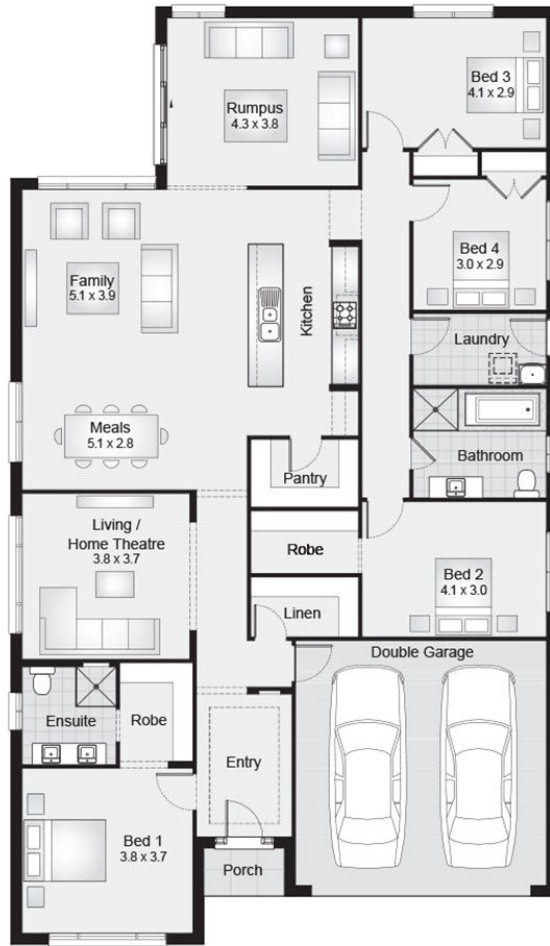 Rumpus
4.3 x 3.8
Bed 3
4.1 x 2.9
Bed 4
3.0 x 2.9
Family
5.1 x 3.9
Kitchen
Laundry
Meals
5.1 x 2.8
Pantry
Bathroom
Living /
Home Theatre
3.8 x 3.7
Robe
Bed 2
4.1 x 3.0
Linen
Double Garage
Ensuite
Robe
Entry
Bed 1
3.8 x 3.7
Porch